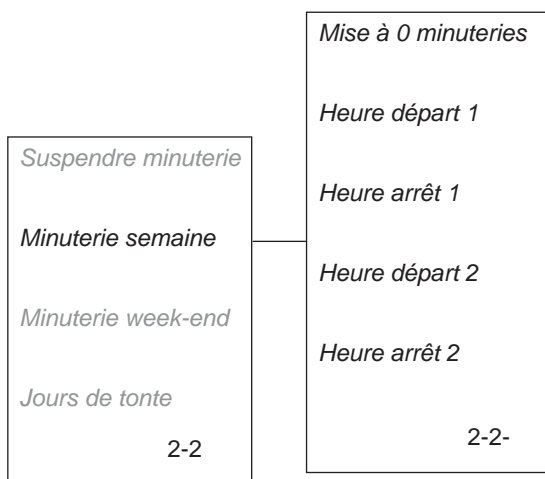 Suspendre minuterie
Minuterie semaine
Minuterie week-end
Jours de tonte
2-2
Mise à 0 minuteries
Heure départ 1
Heure arrêt 1
Heure départ 2
Heure arrêt 2
2-2-